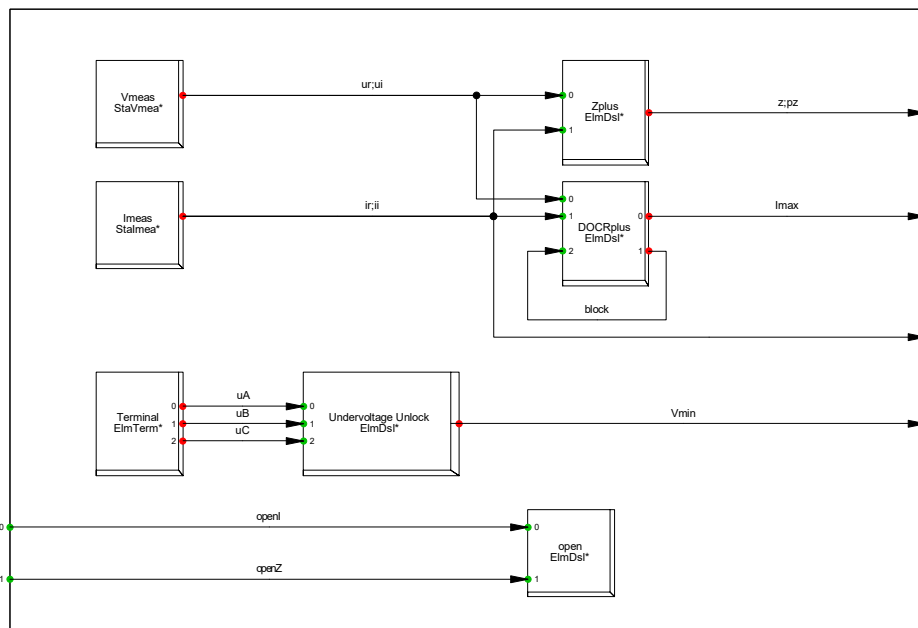 Vmeas
StaVmea*
ur;ui
0
1
Zplus
ElmDsl*
z;pz
Imeas
StaImea*
ir;ii
0
1
2
DOCRplus
ElmDsl*
0
1
Imax
block
Terminal
ElmTerm*
0
1
2
uA
uB
uC
0
1
2
Undervoltage Unlock
ElmDsl*
Vmin
0
openI
0
open
ElmDsl*
1
openZ
1